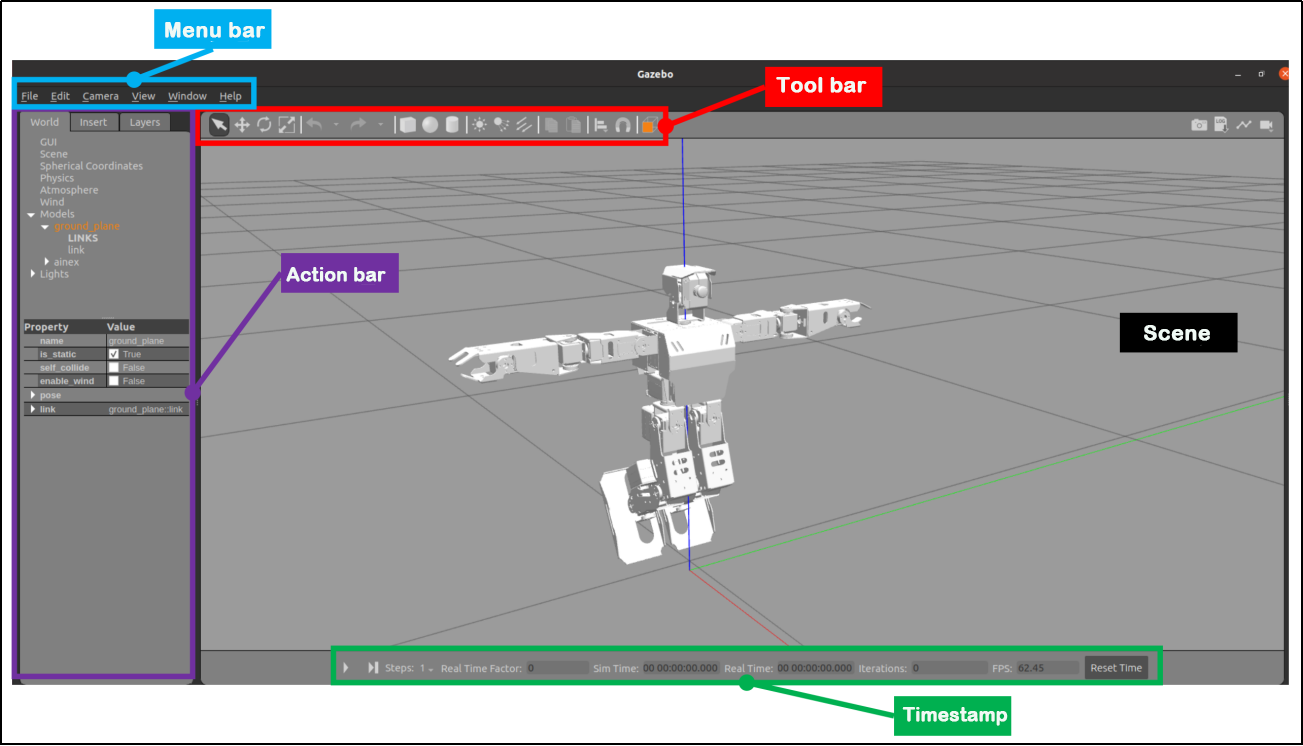 Menu bar
Gazebo
Tool bar
File Edit Camera View Window Help
World Insert Layers
GUI
Scene
Spherical Coordinates
Physics
Atmosphere
Wind
Models
ground_plane
LINKS
link
ainex
Lights
Action bar
Scene
Property Value
name ground_plane
is_static True
self_collide False
enable_wind False
pose
link ground_plane::link
Steps: 1 Real Time Factor: 0 Sim Time: 00 00:00:00.000 Real Time: 00 00:00:00.000 Iterations: 0 FPS: 62.45 Reset Time
Timestamp